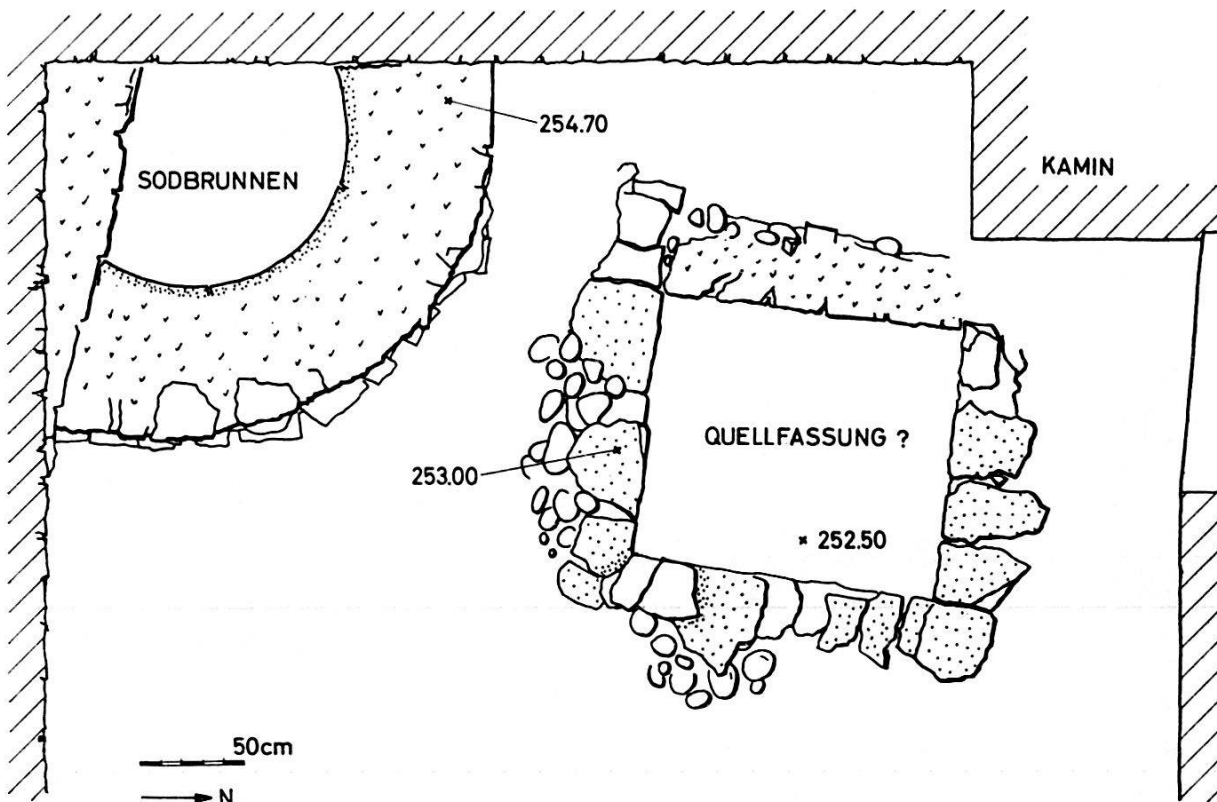 254.70
KAMIN
SODBRUNNEN
QUELLFASSUNG ?
253.00
252.50
50cm
N